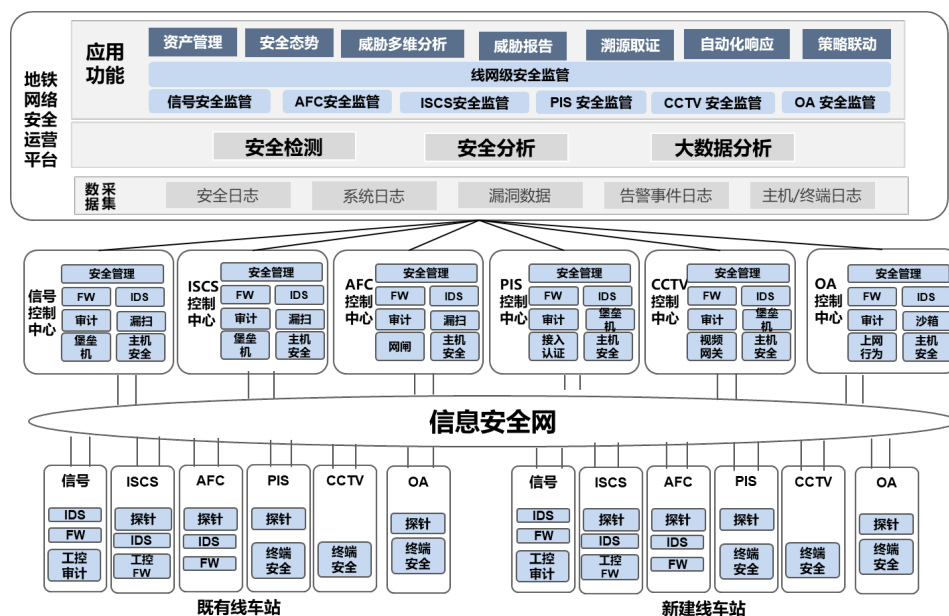 地铁
网络
安全
运营
平台
应用
功能
资产管理
安全态势
威胁多维分析
威胁报告
溯源取证
自动化响应
策略联动
线网级安全监管
信号安全监管
AFC安全监管
ISCS安全监管
PIS 安全监管
CCTV 安全监管
OA 安全监管
安全检测
安全分析
大数据分析
数据
采集
安全日志
系统日志
漏洞数据
告警事件日志
主机/终端日志
信号
控制
中心
安全管理
FW
IDS
审计
漏扫
堡垒
机
主机
安全
ISCS
控制
中心
安全管理
FW
IDS
审计
漏扫
堡垒
机
主机
安全
AFC
控制
中心
安全管理
FW
IDS
审计
漏扫
网闸
主机
安全
PIS
控制
中心
安全管理
FW
IDS
审计
堡垒
机
接入
认证
主机
安全
CCTV
控制
中心
安全管理
FW
IDS
审计
堡垒
机
视频
网关
主机
安全
OA
控制
中心
安全管理
FW
IDS
审计
沙箱
上网
行为
主机
安全
信息安全网
信号
IDS
FW
工控
审计
ISCS
探针
IDS
工控
FW
AFC
探针
IDS
FW
PIS
探针
终端
安全
CCTV
终端
安全
OA
探针
终端
安全
既有线车站
信号
IDS
FW
工控
审计
ISCS
探针
IDS
工控
FW
AFC
探针
IDS
FW
PIS
探针
终端
安全
CCTV
终端
安全
OA
探针
终端
安全
新建线车站